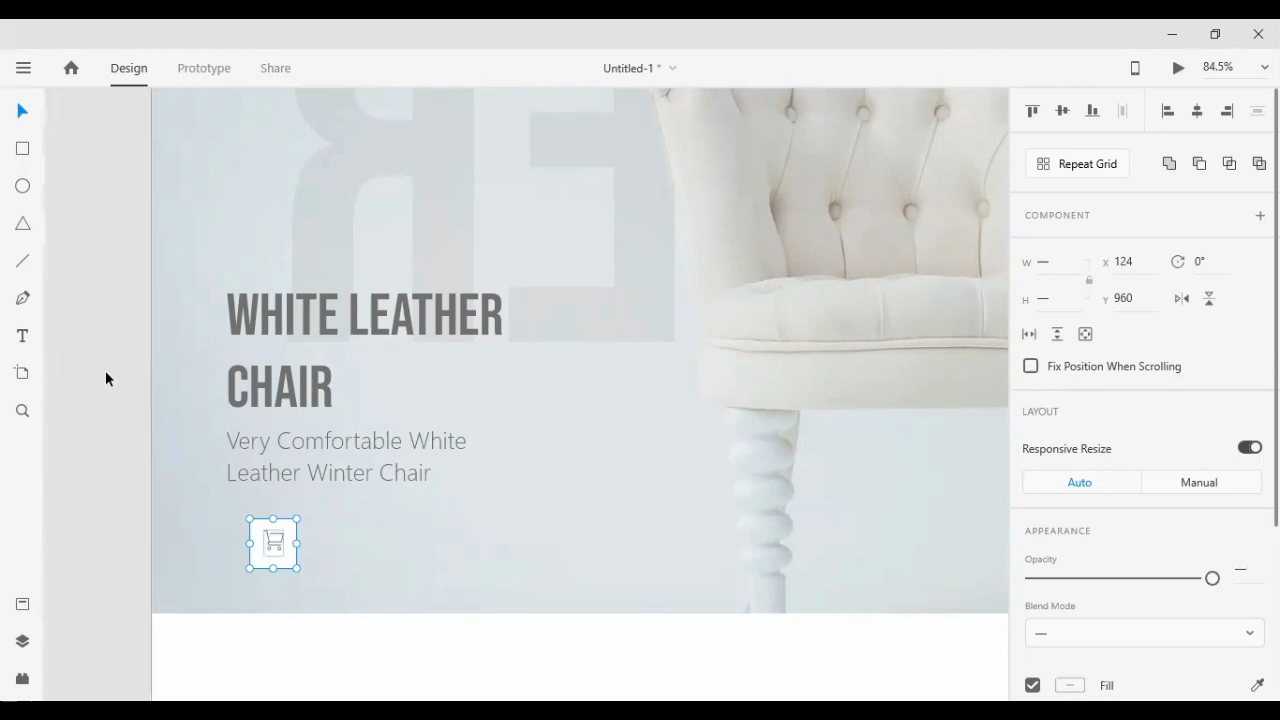 Design
Prototype
Share
Untitled-1 *
84.5%
Repeat Grid
COMPONENT
W — X 124 0°
H — Y 960
Fix Position When Scrolling
LAYOUT
Responsive Resize
Auto
Manual
APPEARANCE
Opacity
—
Blend Mode
—
Fill
RE
WHITE LEATHER
CHAIR
Very Comfortable White
Leather Winter Chair
T